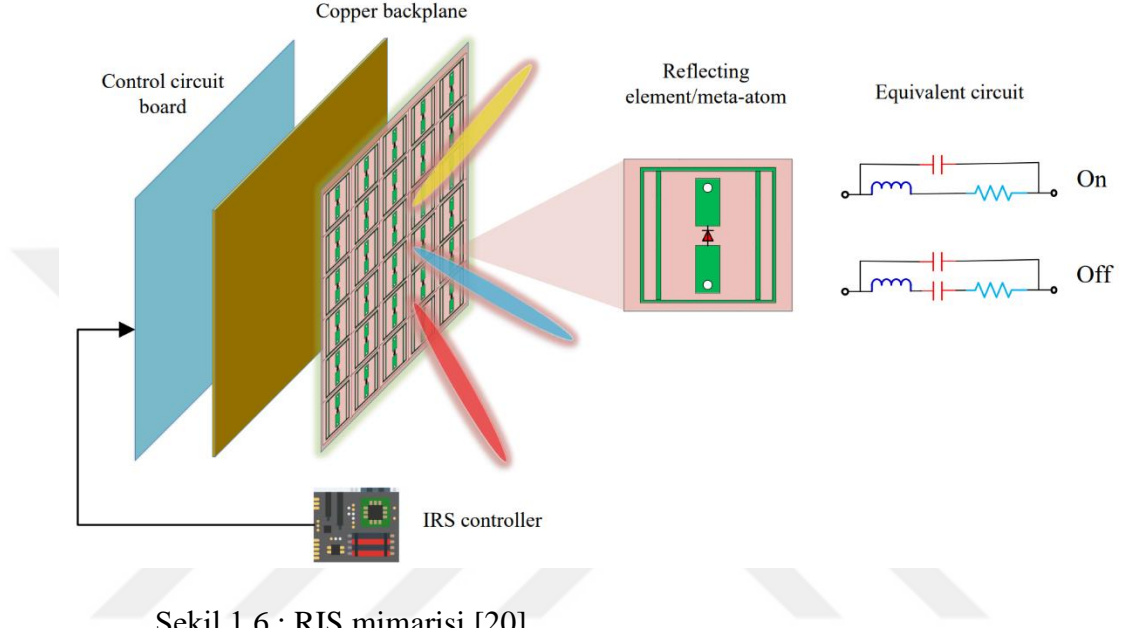 Copper backplane
Control circuit
board
Reflecting
element/meta-atom
Equivalent circuit
On
Off
IRS controller
Şekil 1.6 : RIS mimarisi [20]